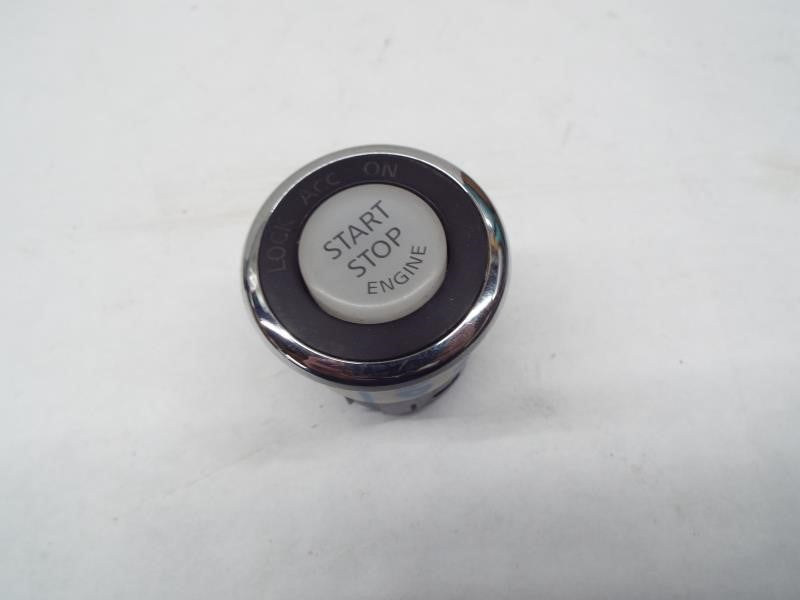 LOCK ACC ON
START
STOP
ENGINE